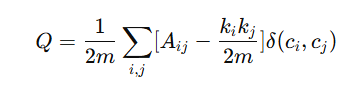 Q = \frac{1}{2m} \sum_{i,j} [A_{ij} - \frac{k_i k_j}{2m}] \delta(c_i, c_j)